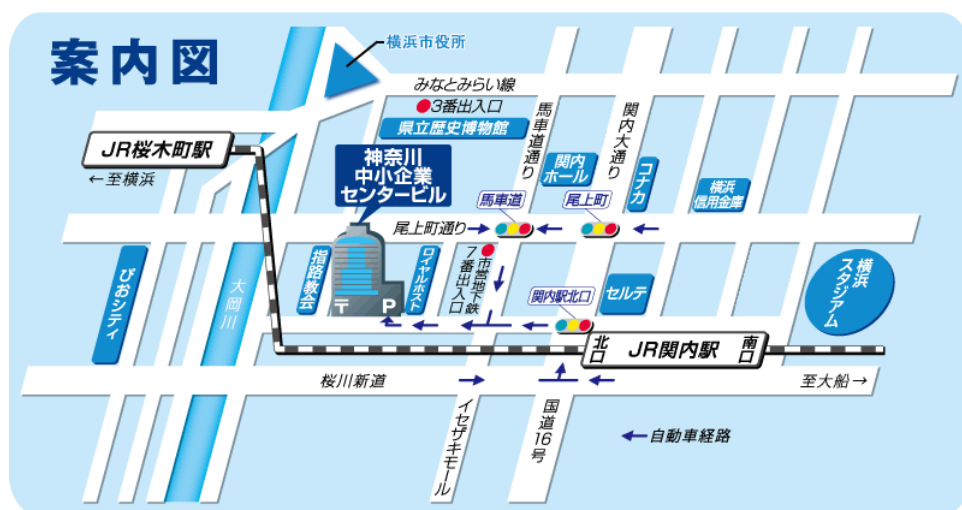 案内図
横浜市役所
みなとみらい線
3番出入口
県立歴史博物館
馬車道通り
関内大通り
JR桜木町駅
←至横浜
神奈川
中小企業
センタービル
関内
ホール
コナカ
横浜
信用金庫
馬車道
尾上町
尾上町通り
ぴおシティ
大岡川
指路教会
〒
P
ロイヤルホスト
市営地下鉄
7番出入口
関内駅北口
セルテ
横浜
スタジアム
北口
JR関内駅
南口
桜川新道
至大船→
イセザキモール
国道16号
←自動車経路